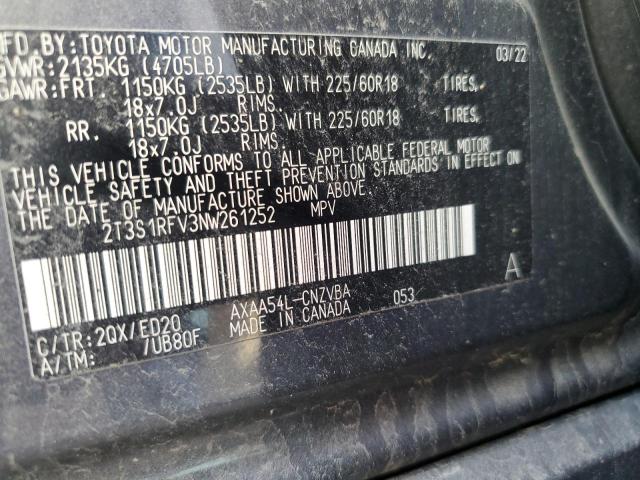 MFD.BY:TOYOTA MOTOR MANUFACTURING CANADA INC. 03/22
GVWR:2135KG (4705LB)
GAWR:FRT. 1150KG (2535LB) WITH 225/60R18 TIRES.
18x7.0J RIMS.
RR. 1150KG (2535LB) WITH 225/60R18 TIRES.
18x7.0J RIMS.
THIS VEHICLE CONFORMS TO ALL APPLICABLE FEDERAL MOTOR
VEHICLE SAFETY AND THEFT PREVENTION STANDARDS IN EFFECT ON
THE DATE OF MANUFACTURE SHOWN ABOVE.
2T3S1RFV3NW261252 MPV
A
C/TR:2QX/ED20 AXAA54L-CNZVBA 053
A/TM: 7UB80F MADE IN CANADA